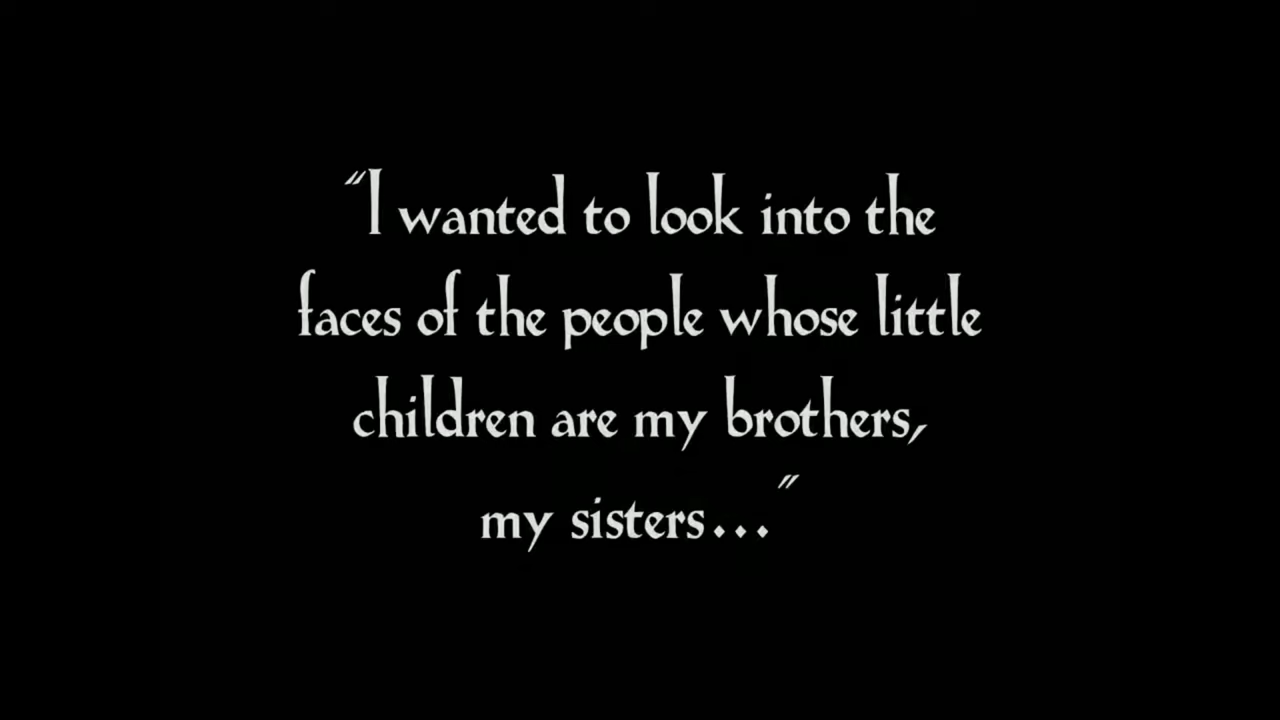 “I wanted to look into the
faces of the people whose little
children are my brothers,
my sisters...”